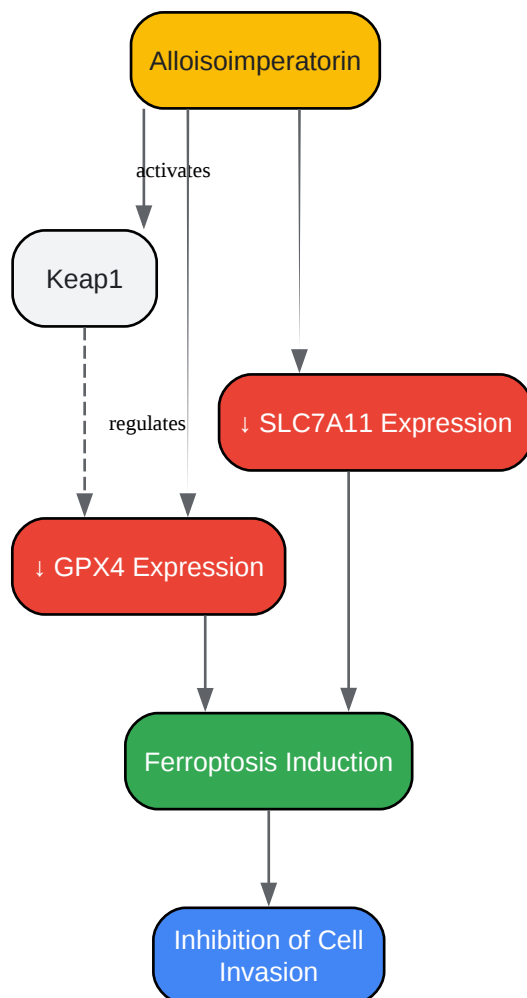 Alloisoimperatorin
activates
Keap1
regulates
↓ SLC7A11 Expression
↓ GPX4 Expression
Ferroptosis Induction
Inhibition of Cell
Invasion